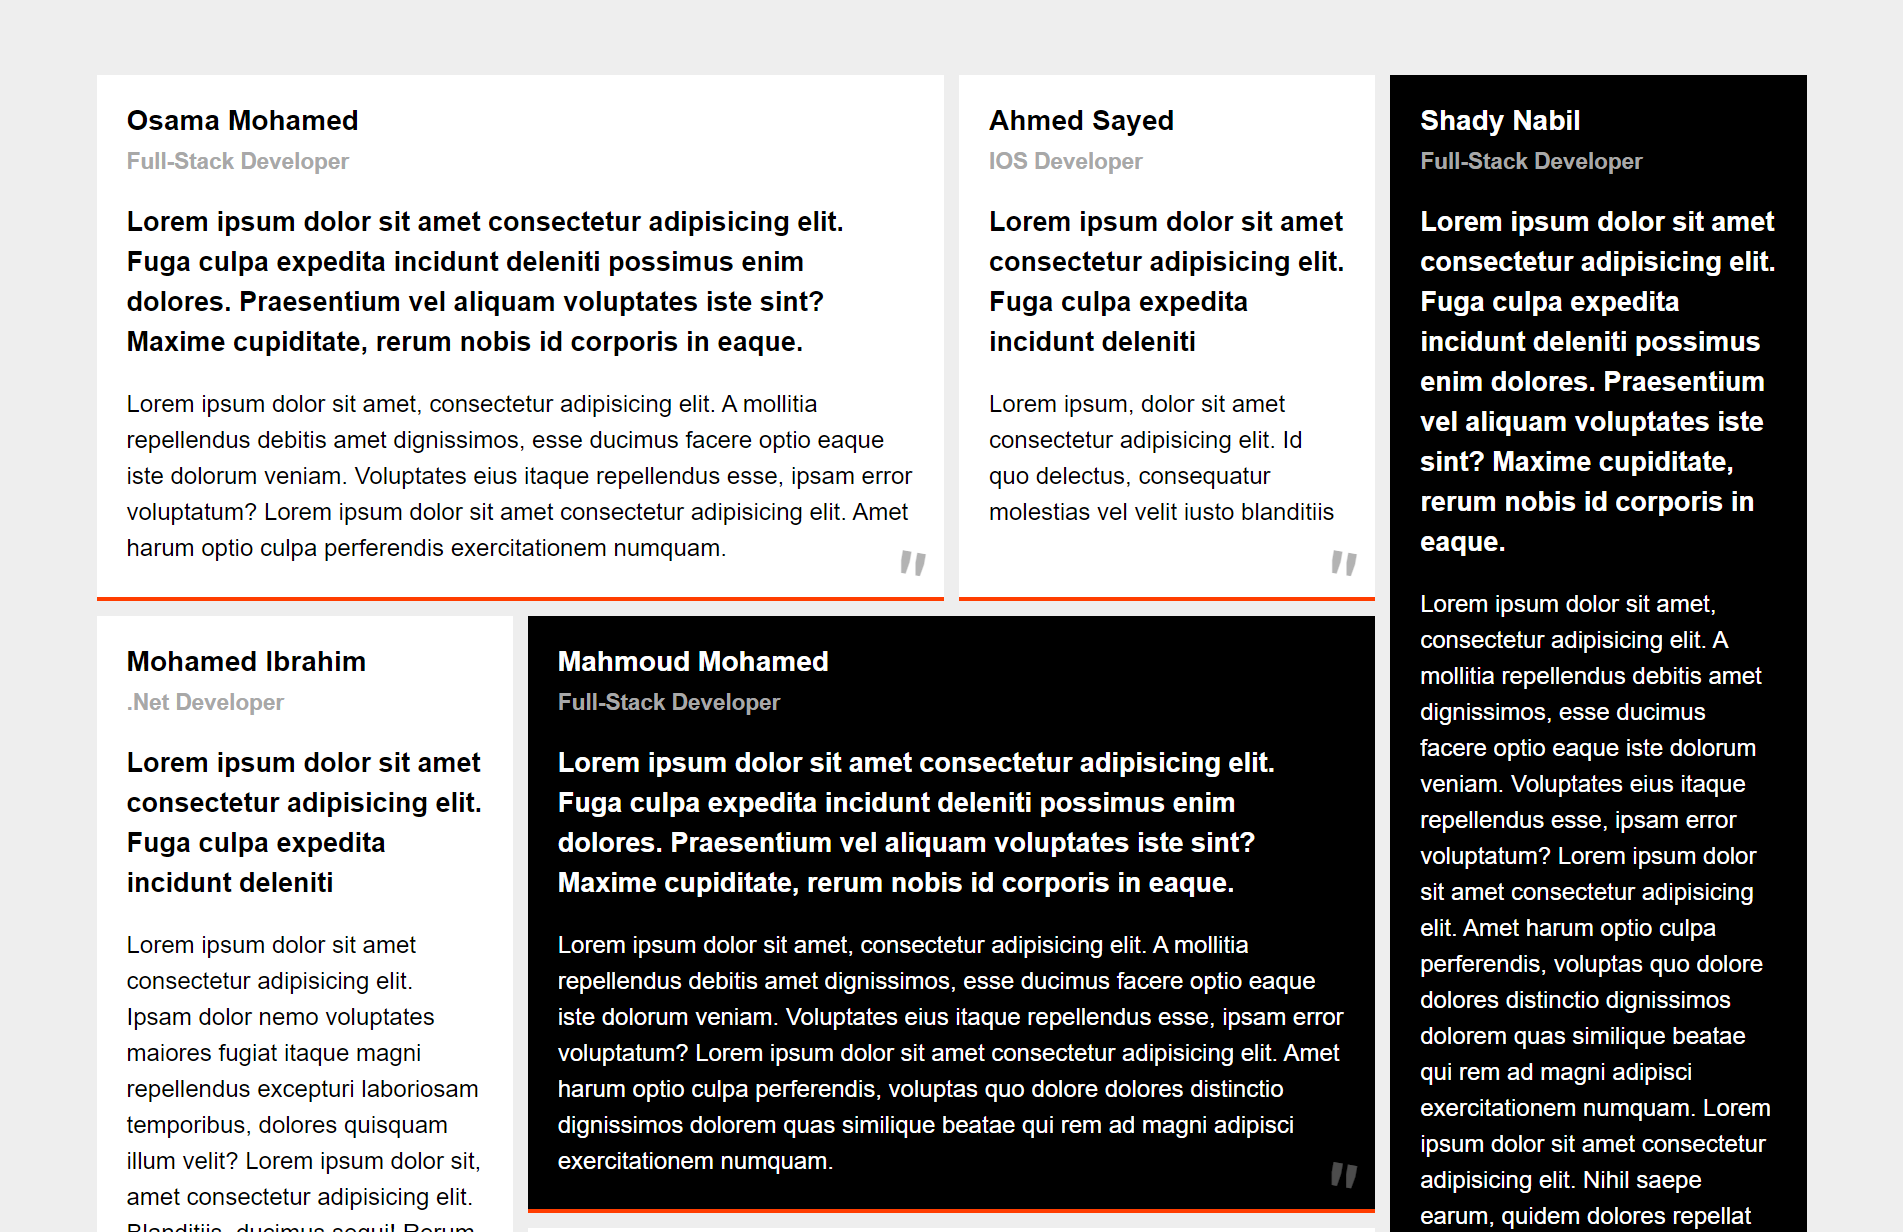 Osama Mohamed
Full-Stack Developer
Lorem ipsum dolor sit amet consectetur adipisicing elit.
Fuga culpa expedita incidunt deleniti possimus enim
dolores. Praesentium vel aliquam voluptates iste sint?
Maxime cupiditate, rerum nobis id corporis in eaque.
Lorem ipsum dolor sit amet, consectetur adipisicing elit. A mollitia
repellendus debitis amet dignissimos, esse ducimus facere optio eaque
iste dolorum veniam. Voluptates eius itaque repellendus esse, ipsam error
voluptatum? Lorem ipsum dolor sit amet consectetur adipisicing elit. Amet
harum optio culpa perferendis exercitationem numquam.
"
Ahmed Sayed
IOS Developer
Lorem ipsum dolor sit amet
consectetur adipisicing elit.
Fuga culpa expedita
incidunt deleniti
Lorem ipsum, dolor sit amet
consectetur adipisicing elit. Id
quo delectus, consequatur
molestias vel velit iusto blanditiis
"
Shady Nabil
Full-Stack Developer
Lorem ipsum dolor sit amet
consectetur adipisicing elit.
Fuga culpa expedita
incidunt deleniti possimus
enim dolores. Praesentium
vel aliquam voluptates iste
sint? Maxime cupiditate,
rerum nobis id corporis in
eaque.
Lorem ipsum dolor sit amet,
consectetur adipisicing elit. A
mollitia repellendus debitis amet
dignissimos, esse ducimus
facere optio eaque iste dolorum
veniam. Voluptates eius itaque
repellendus esse, ipsam error
voluptatum? Lorem ipsum dolor
sit amet consectetur adipisicing
elit. Amet harum optio culpa
perferendis, voluptas quo dolore
dolores distinctio dignissimos
dolorem quas similique beatae
qui rem ad magni adipisci
exercitationem numquam. Lorem
ipsum dolor sit amet consectetur
adipisicing elit. Nihil saepe
earum, quidem dolores repellat
Mohamed Ibrahim
.Net Developer
Lorem ipsum dolor sit amet
consectetur adipisicing elit.
Fuga culpa expedita
incidunt deleniti
Lorem ipsum dolor sit amet
consectetur adipisicing elit.
Ipsam dolor nemo voluptates
maiores fugiat itaque magni
repellendus excepturi laboriosam
temporibus, dolores quisquam
illum velit? Lorem ipsum dolor sit,
amet consectetur adipisicing elit.
Blanditiis, ducimus sequi! Rerum
Mahmoud Mohamed
Full-Stack Developer
Lorem ipsum dolor sit amet consectetur adipisicing elit.
Fuga culpa expedita incidunt deleniti possimus enim
dolores. Praesentium vel aliquam voluptates iste sint?
Maxime cupiditate, rerum nobis id corporis in eaque.
Lorem ipsum dolor sit amet, consectetur adipisicing elit. A mollitia
repellendus debitis amet dignissimos, esse ducimus facere optio eaque
iste dolorum veniam. Voluptates eius itaque repellendus esse, ipsam error
voluptatum? Lorem ipsum dolor sit amet consectetur adipisicing elit. Amet
harum optio culpa perferendis, voluptas quo dolore dolores distinctio
dignissimos dolorem quas similique beatae qui rem ad magni adipisci
exercitationem numquam.
"